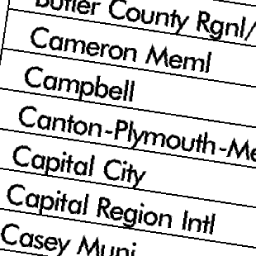 Butler County Rgnl/
Cameron Meml
Campbell
Canton-Plymouth-Me
Capital City
Capital Region Intl
Casey Muni